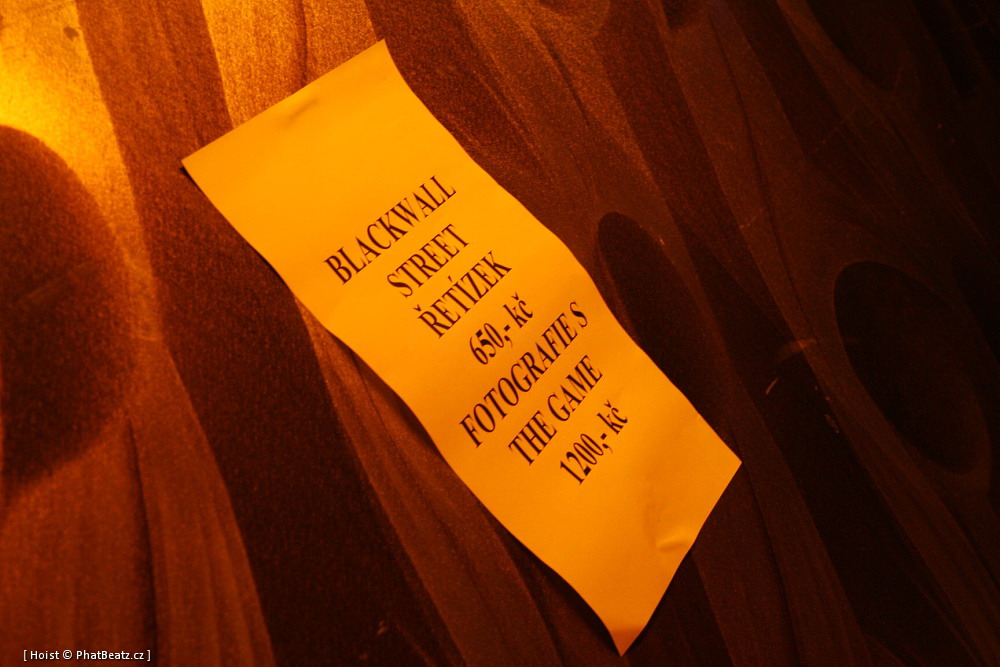 BLACKWALL
STREET
ŘETÍZEK
650,- kč
FOTOGRAFIE S
THE GAME
1200,- kč
[ Hoist © PhatBeatz.cz ]